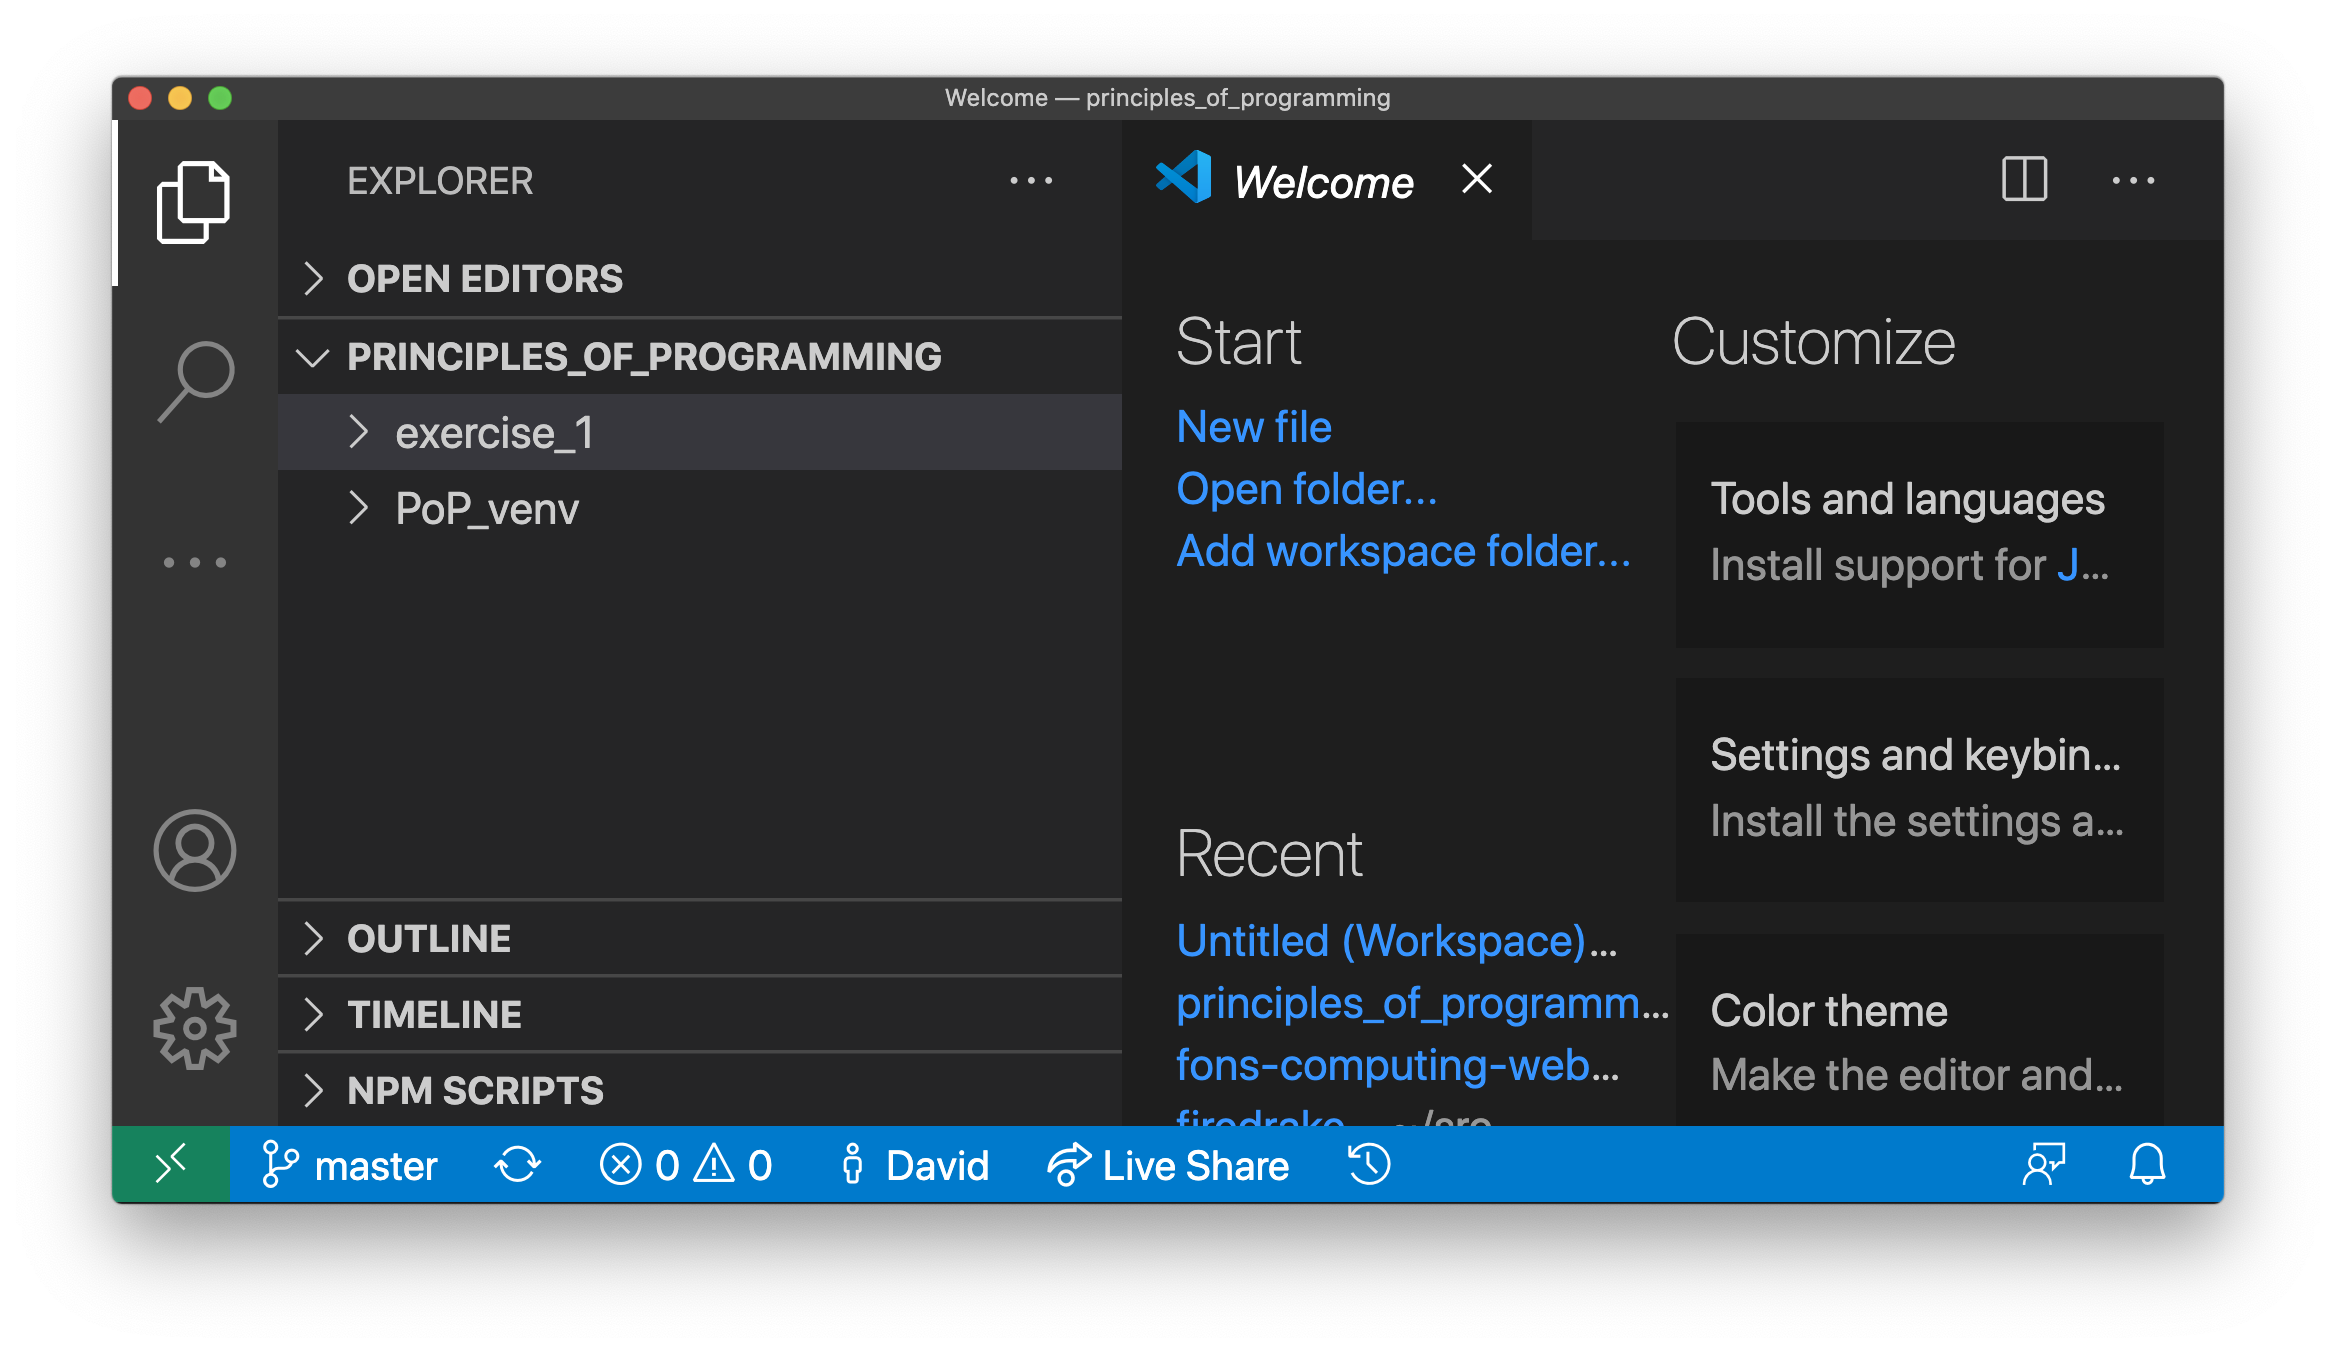 Welcome — principles_of_programming
EXPLORER
OPEN EDITORS
PRINCIPLES_OF_PROGRAMMING
exercise_1
PoP_venv
OUTLINE
TIMELINE
NPM SCRIPTS
Welcome
Start
New file
Open folder...
Add workspace folder...
Recent
Untitled (Workspace)...
principles_of_programm...
fons-computing-web...
firedrake ~/src
Customize
Tools and languages
Install support for J...
Settings and keybin...
Install the settings a...
Color theme
Make the editor and...
master 0 0 David Live Share